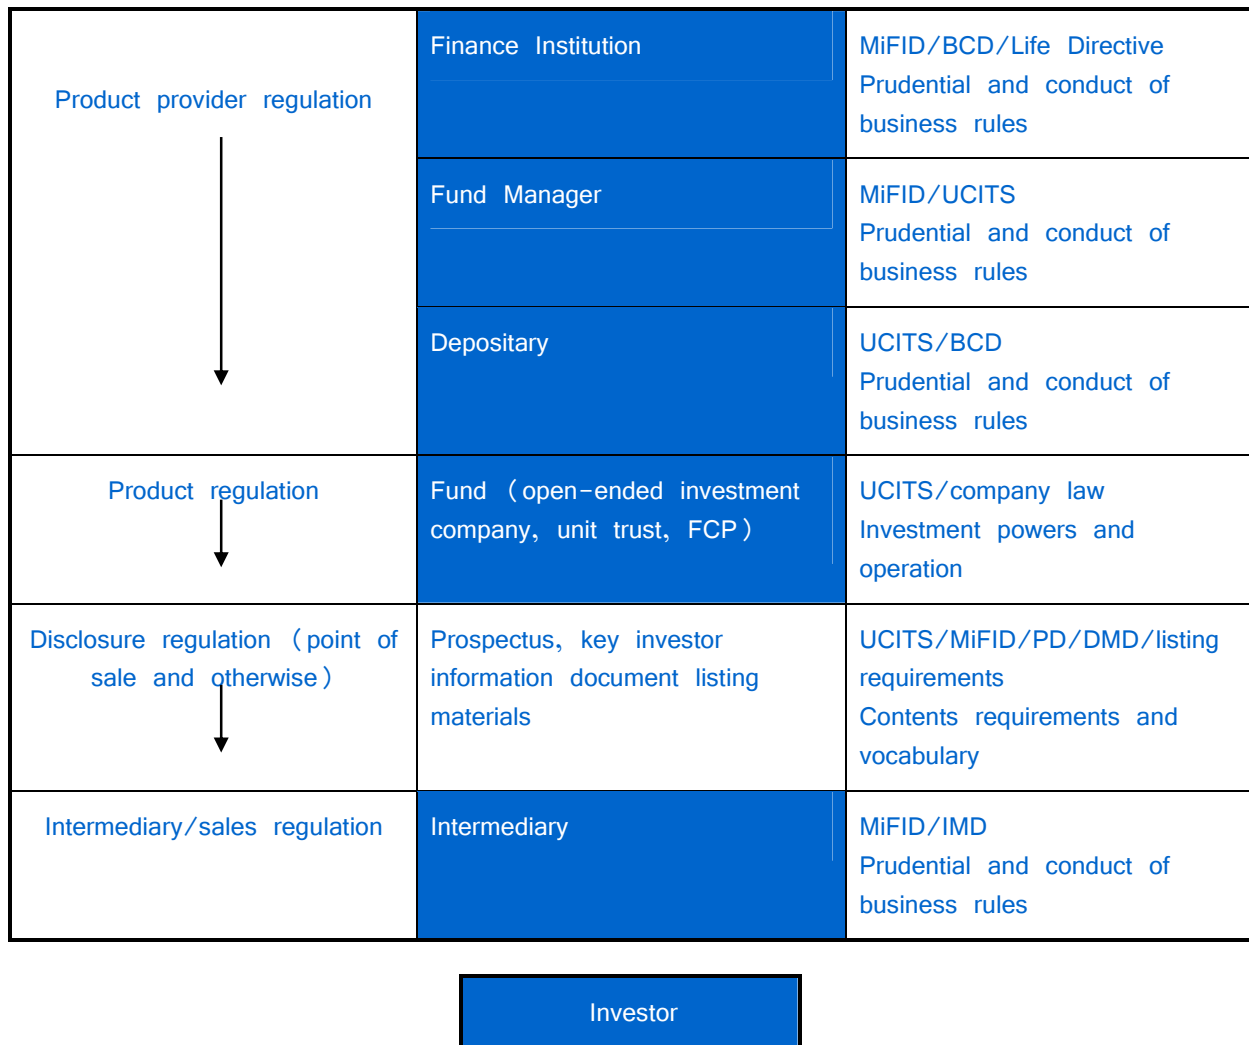 Product provider regulation
Finance Institution
MiFID/BCD/Life Directive
Prudential and conduct of
business rules
Fund Manager
MiFID/UCITS
Prudential and conduct of
business rules
Depositary
UCITS/BCD
Prudential and conduct of
business rules
Product regulation
Fund (open-ended investment
company, unit trust, FCP)
UCITS/company law
Investment powers and
operation
Disclosure regulation (point of
sale and otherwise)
Prospectus, key investor
information document listing
materials
UCITS/MiFID/PD/DMD/listing
requirements
Contents requirements and
vocabulary
Intermediary/sales regulation
Intermediary
MiFID/IMD
Prudential and conduct of
business rules
Investor